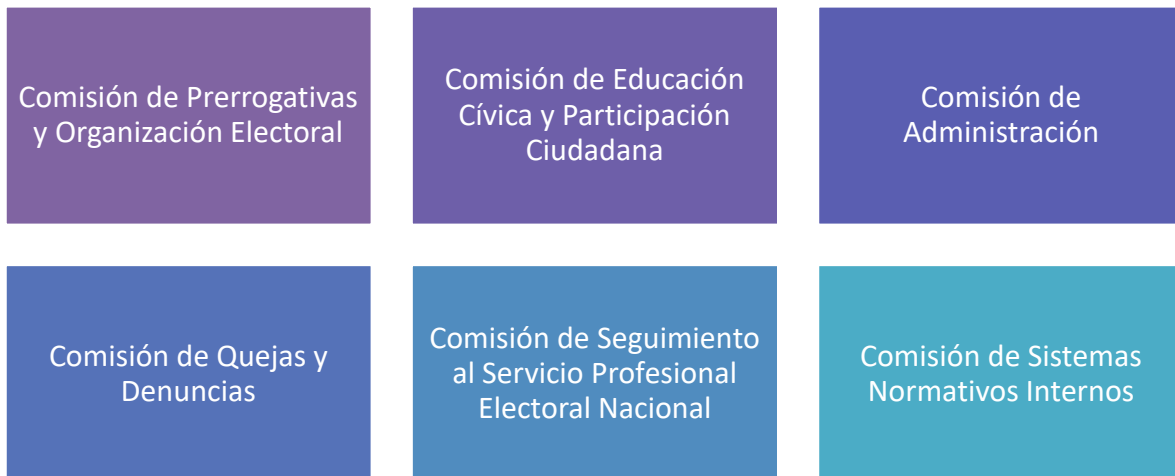 Comisión de Prerrogativas
y Organización Electoral
Comisión de Educación
Cívica y Participación
Ciudadana
Comisión de
Administración
Comisión de Quejas y
Denuncias
Comisión de Seguimiento
al Servicio Profesional
Electoral Nacional
Comisión de Sistemas
Normativos Internos